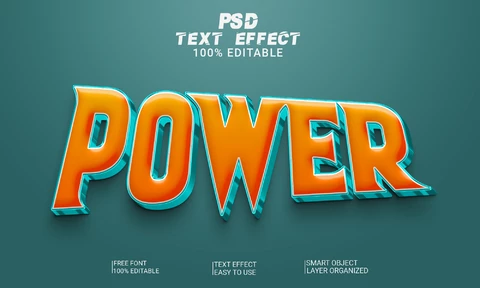 PSD
TEXT EFFECT
100% EDITABLE
POWER
FREE FONT
100% EDITABLE
TEXT EFFECT
EASY TO USE
SMART OBJECT
LAYER ORGANIZED